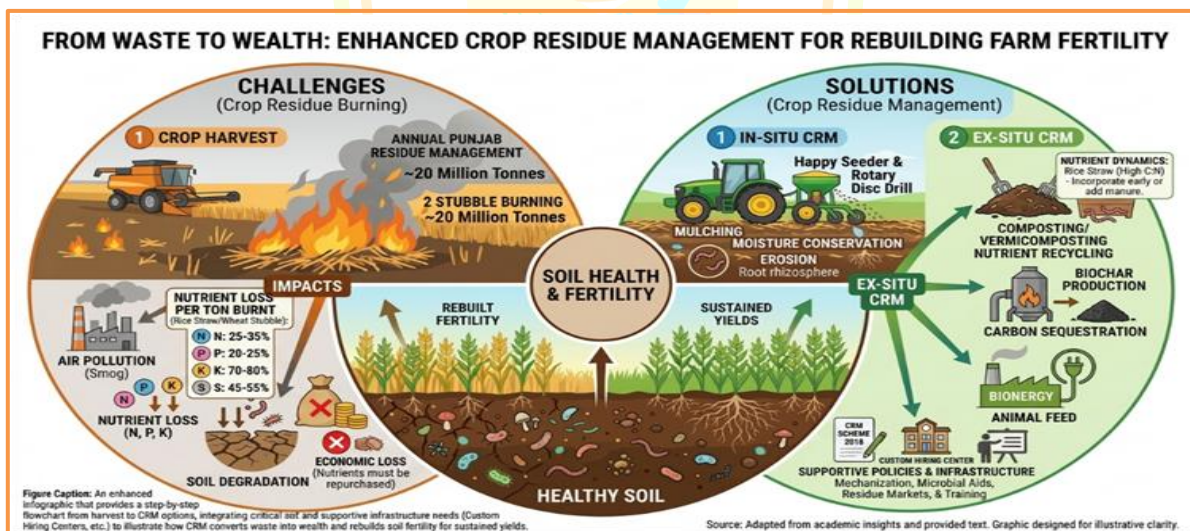 FROM WASTE TO WEALTH: ENHANCED CROP RESIDUE MANAGEMENT FOR REBUILDING FARM FERTILITY
CHALLENGES
(Crop Residue Burning)
1 CROP HARVEST
ANNUAL PUNJAB
RESIDUE MANAGEMENT
~20 Million Tonnes
2 STUBBLE BURNING
~20 Million Tonnes
IMPACTS
NUTRIENT LOSS
PER TON BURNT
(Rice Straw/Wheat Stubble):
N N: 25-35%
P P: 20-25%
K K: 70-80%
S S: 45-55%
AIR POLLUTION
(Smog)
P K
N
NUTRIENT LOSS
(N, P, K)
SOIL DEGRADATION
ECONOMIC LOSS
(Nutrients must be
repurchased)
SOIL HEALTH
& FERTILITY
REBUILT
FERTILITY
SUSTAINED
YIELDS
HEALTHY SOIL
SOLUTIONS
(Crop Residue Management)
1 IN-SITU CRM
Happy Seeder &
Rotary
Disc Drill
MULCHING
MOISTURE CONSERVATION
EROSION
Root rhizosphere
2 EX-SITU CRM
NUTRIENT DYNAMICS:
Rice Straw (High C:N)
- Incorporate early or
add manure.
COMPOSTING/
VERMICOMPOSTING
NUTRIENT RECYCLING
EX-SITU
CRM
BIOCHAR
PRODUCTION
CARBON SEQUESTRATION
BIONERGY
ANIMAL FEED
CRM
SCHEME
2018
CUSTOM HIRING CENTER
SUPPORTIVE POLICIES & INFRASTRUCTURE
Mechanization, Microbial Aids,
Residue Markets, & Training
Figure Caption: An enhanced
infographic that provides a step-by-step
flowchart from harvest to CRM options, integrating critical and supportive infrastructure needs (Custom
Hiring Centers, etc.) to illustrate how CRM converts waste into wealth and rebuilds soil fertility for sustained yields.
Source: Adapted from academic insights and provided text. Graphic designed for illustrative clarity.